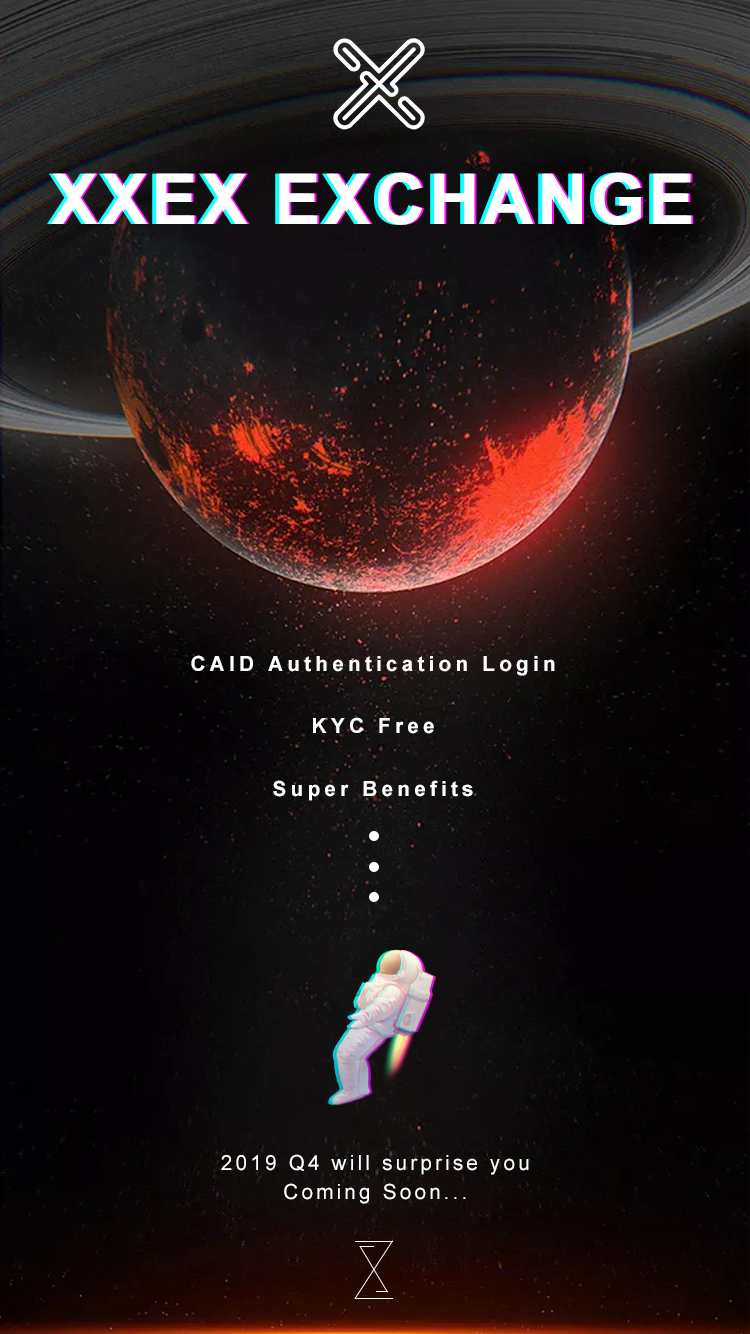 XXEX EXCHANGE
CAID Authentication Login
KYC Free
Super Benefits
2019 Q4 will surprise you
Coming Soon...